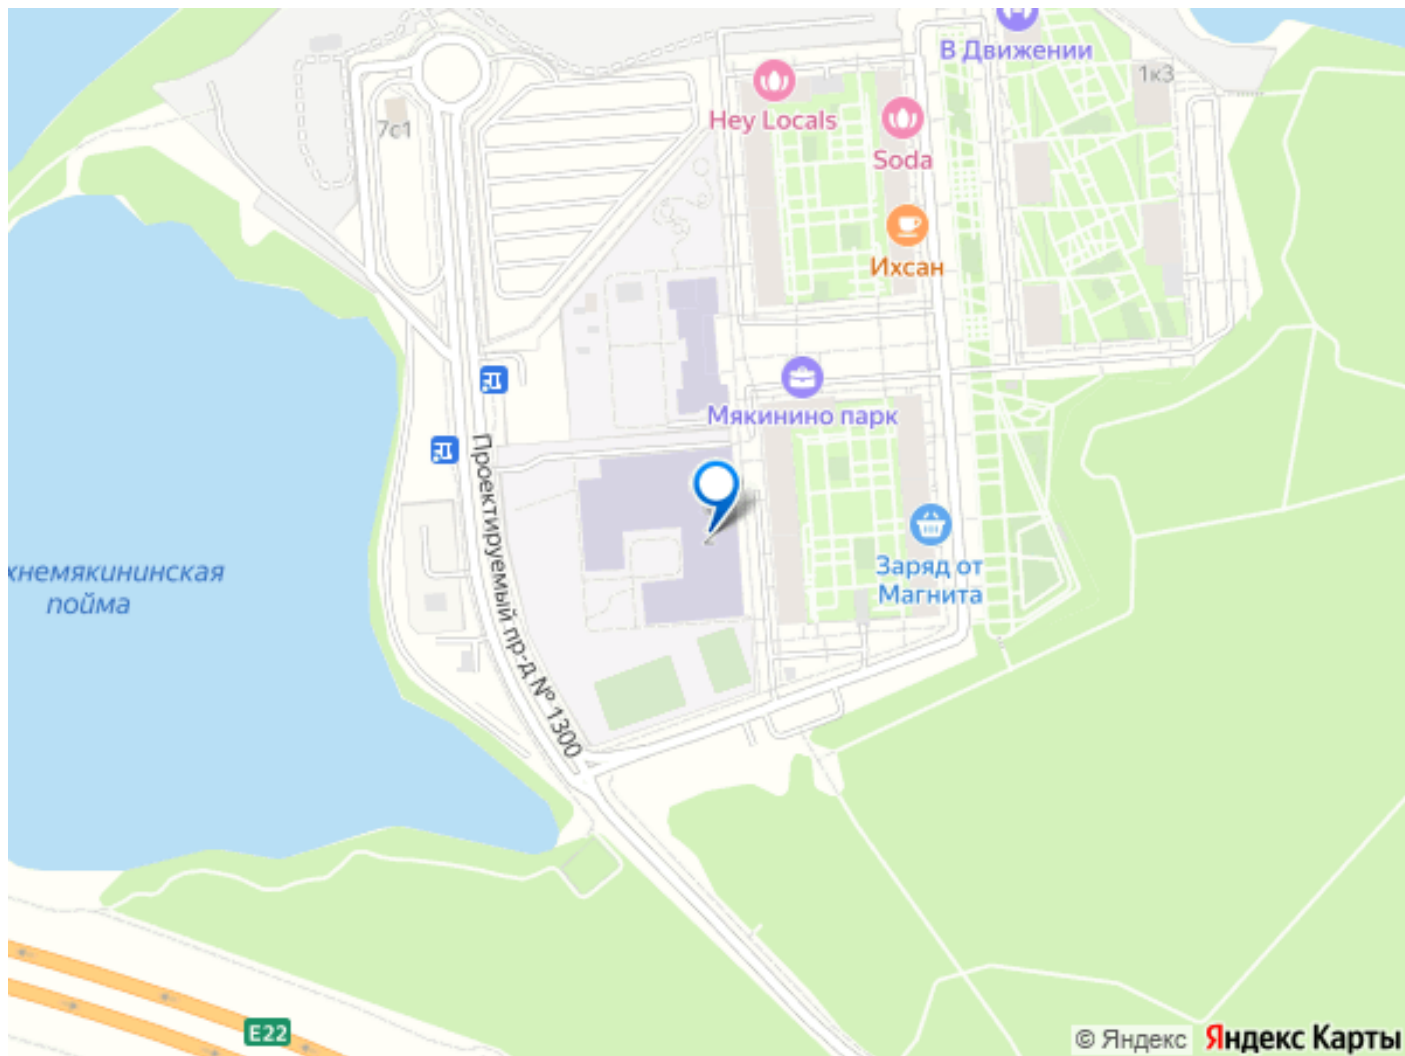 В Движении
1к3
Hey Locals
7с1
Soda
Ихсан
Мякинино парк
Проектируемый пр-д № 1300
Заряд от
Магнита
хнемякининская
пойма
E22
© Яндекс Яндекс Карты